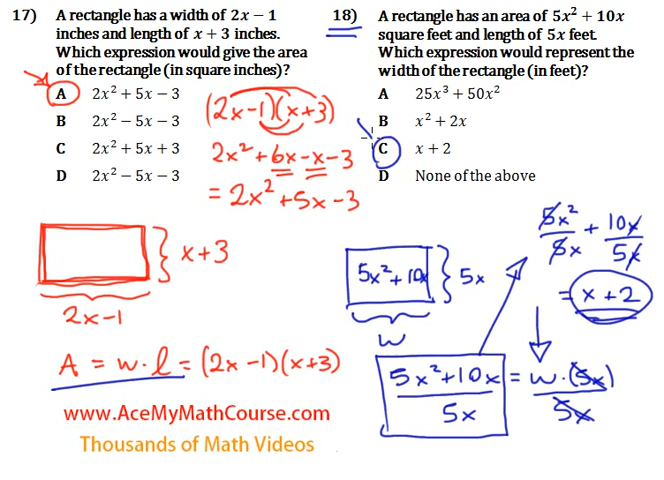 17) A rectangle has a width of 2x − 1
inches and length of x + 3 inches.
Which expression would give the area
of the rectangle (in square inches)?
A 2x² + 5x − 3
B 2x² − 5x − 3
C 2x² + 5x + 3
D 2x² − 5x − 3
(2x-1)(x+3)
2x²+6x-x-3
= 2x²+5x-3
x+3
2x-1
A = w·l = (2x-1)(x+3)
www.AceMyMathCourse.com
Thousands of Math Videos
18) A rectangle has an area of 5x² + 10x
square feet and length of 5x feet.
Which expression would represent the
width of the rectangle (in feet)?
A 25x³ + 50x²
B x² + 2x
C x + 2
D None of the above
5x²/5x + 10x/5x
= x+2
5x²+10x
5x
w
5x²+10x = w·(5x)
5x 5x